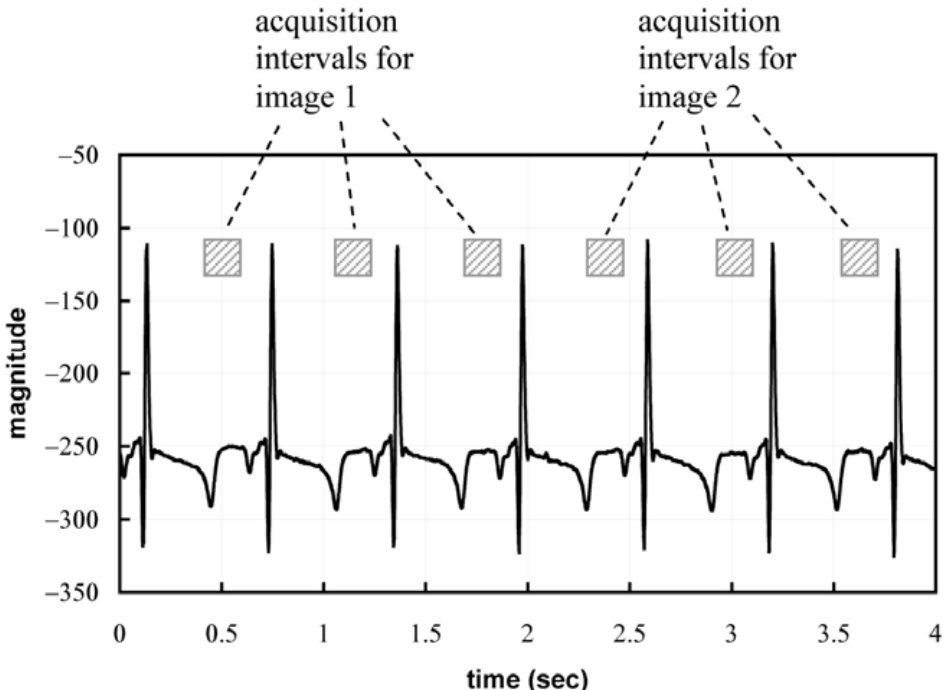 acquisition
intervals for
image 1
acquisition
intervals for
image 2
−50
−100
−150
−200
−250
−300
−350
magnitude
0 0.5 1 1.5 2 2.5 3 3.5 4
time (sec)